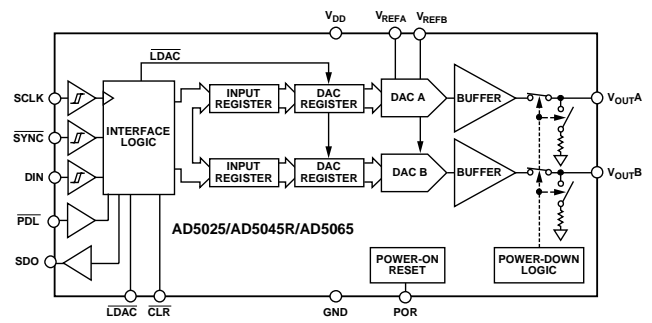 VDD
VREFA
VREFB
LDAC
SCLK
SYNC
DIN
PDL
SDO
INTERFACE
LOGIC
INPUT
REGISTER
DAC
REGISTER
DAC A
BUFFER
VOUTA
INPUT
REGISTER
DAC
REGISTER
DAC B
BUFFER
VOUTB
AD5025/AD5045R/AD5065
POWER-ON
RESET
POWER-DOWN
LOGIC
LDAC
CLR
GND
POR